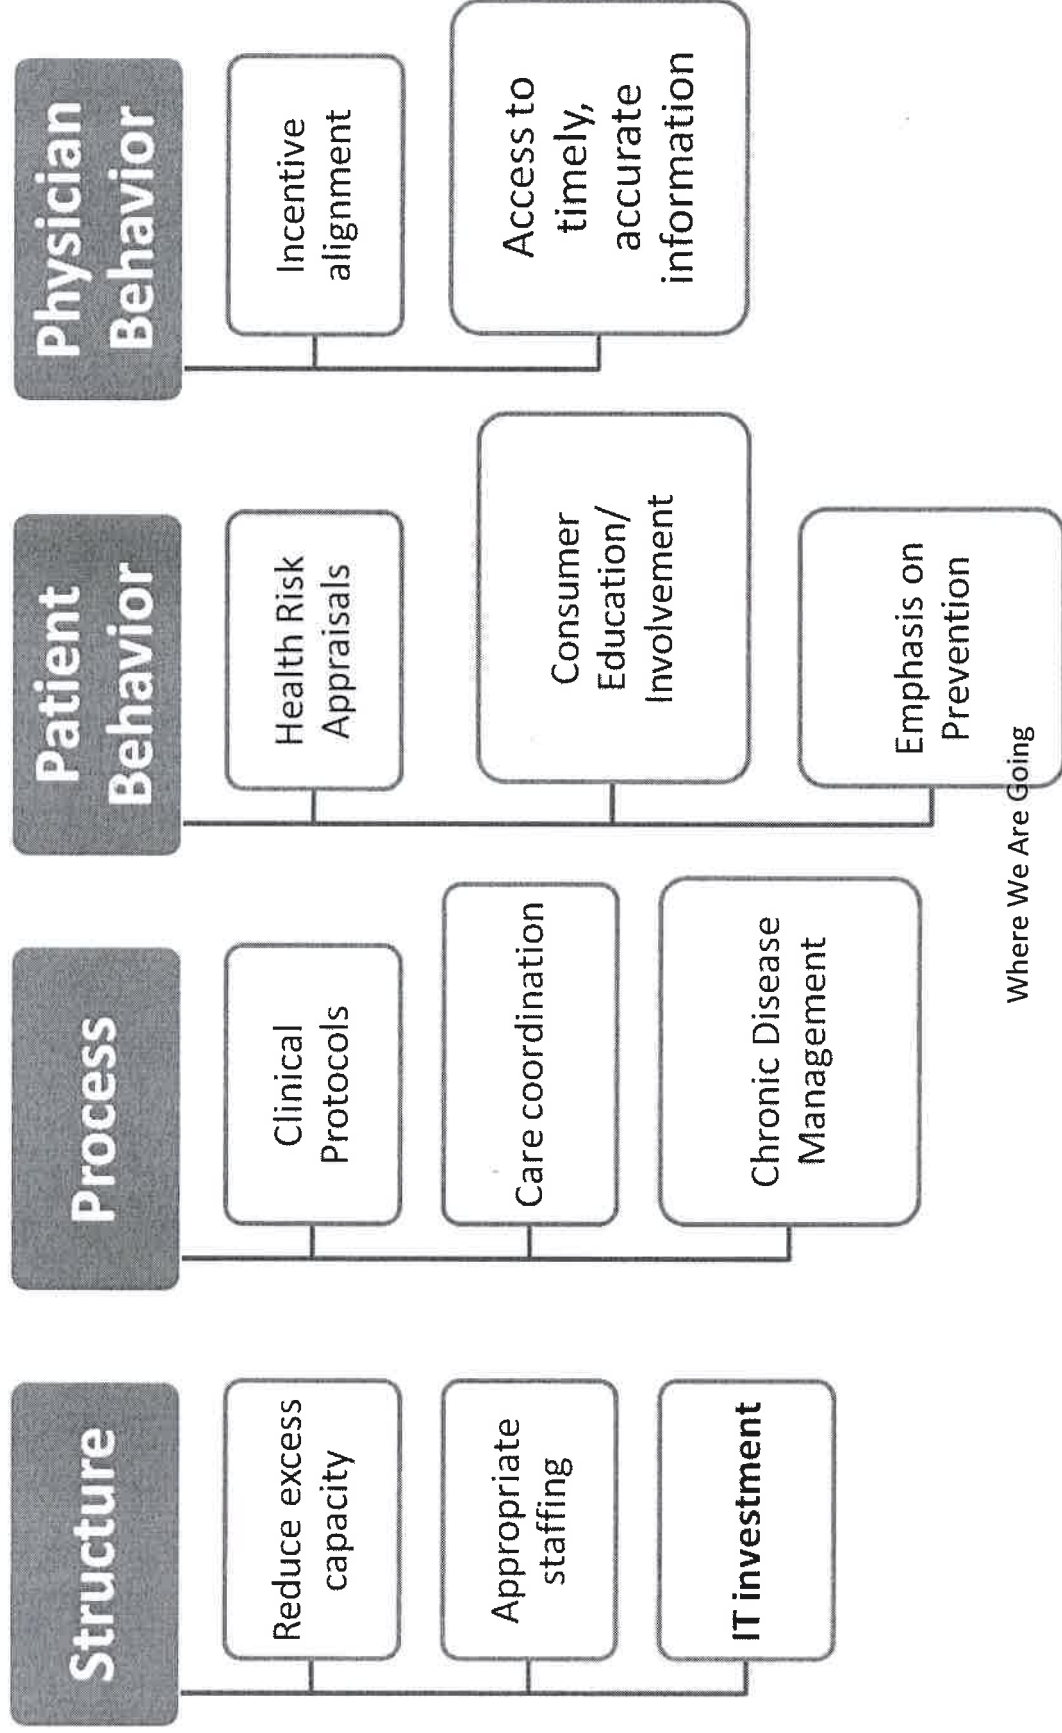 Structure
Reduce excess
capacity
Appropriate
staffing
IT investment
Process
Clinical
Protocols
Care coordination
Chronic Disease
Management
Patient
Behavior
Health Risk
Appraisals
Consumer
Education/
Involvement
Emphasis on
Prevention
Physician
Behavior
Incentive
alignment
Access to
timely,
accurate
information
Where We Are Going